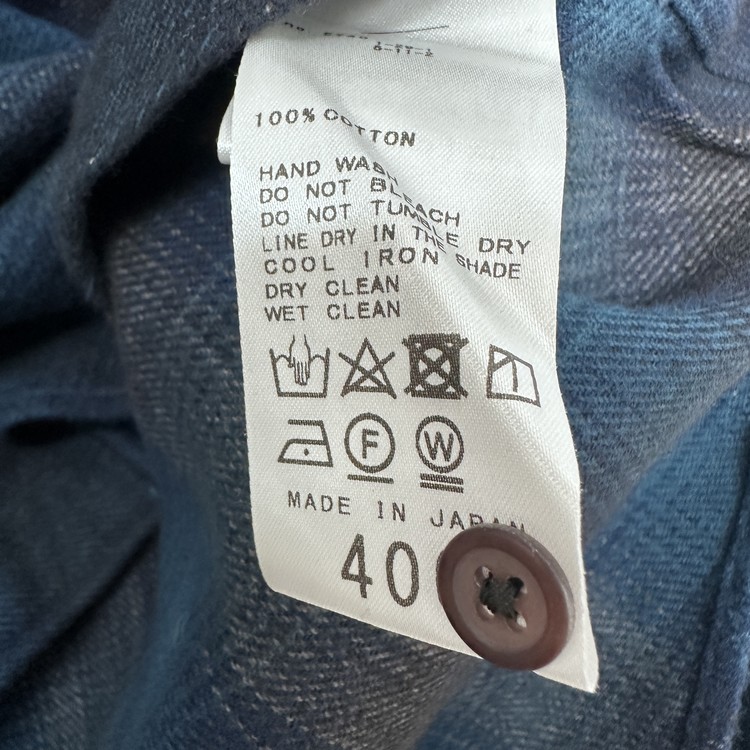 100% COTTON
HAND WASH
DO NOT BLEACH
DO NOT TUMBLE DRY
LINE DRY IN THE SHADE
COOL IRON
DRY CLEAN
WET CLEAN
F W
MADE IN JAPAN
40